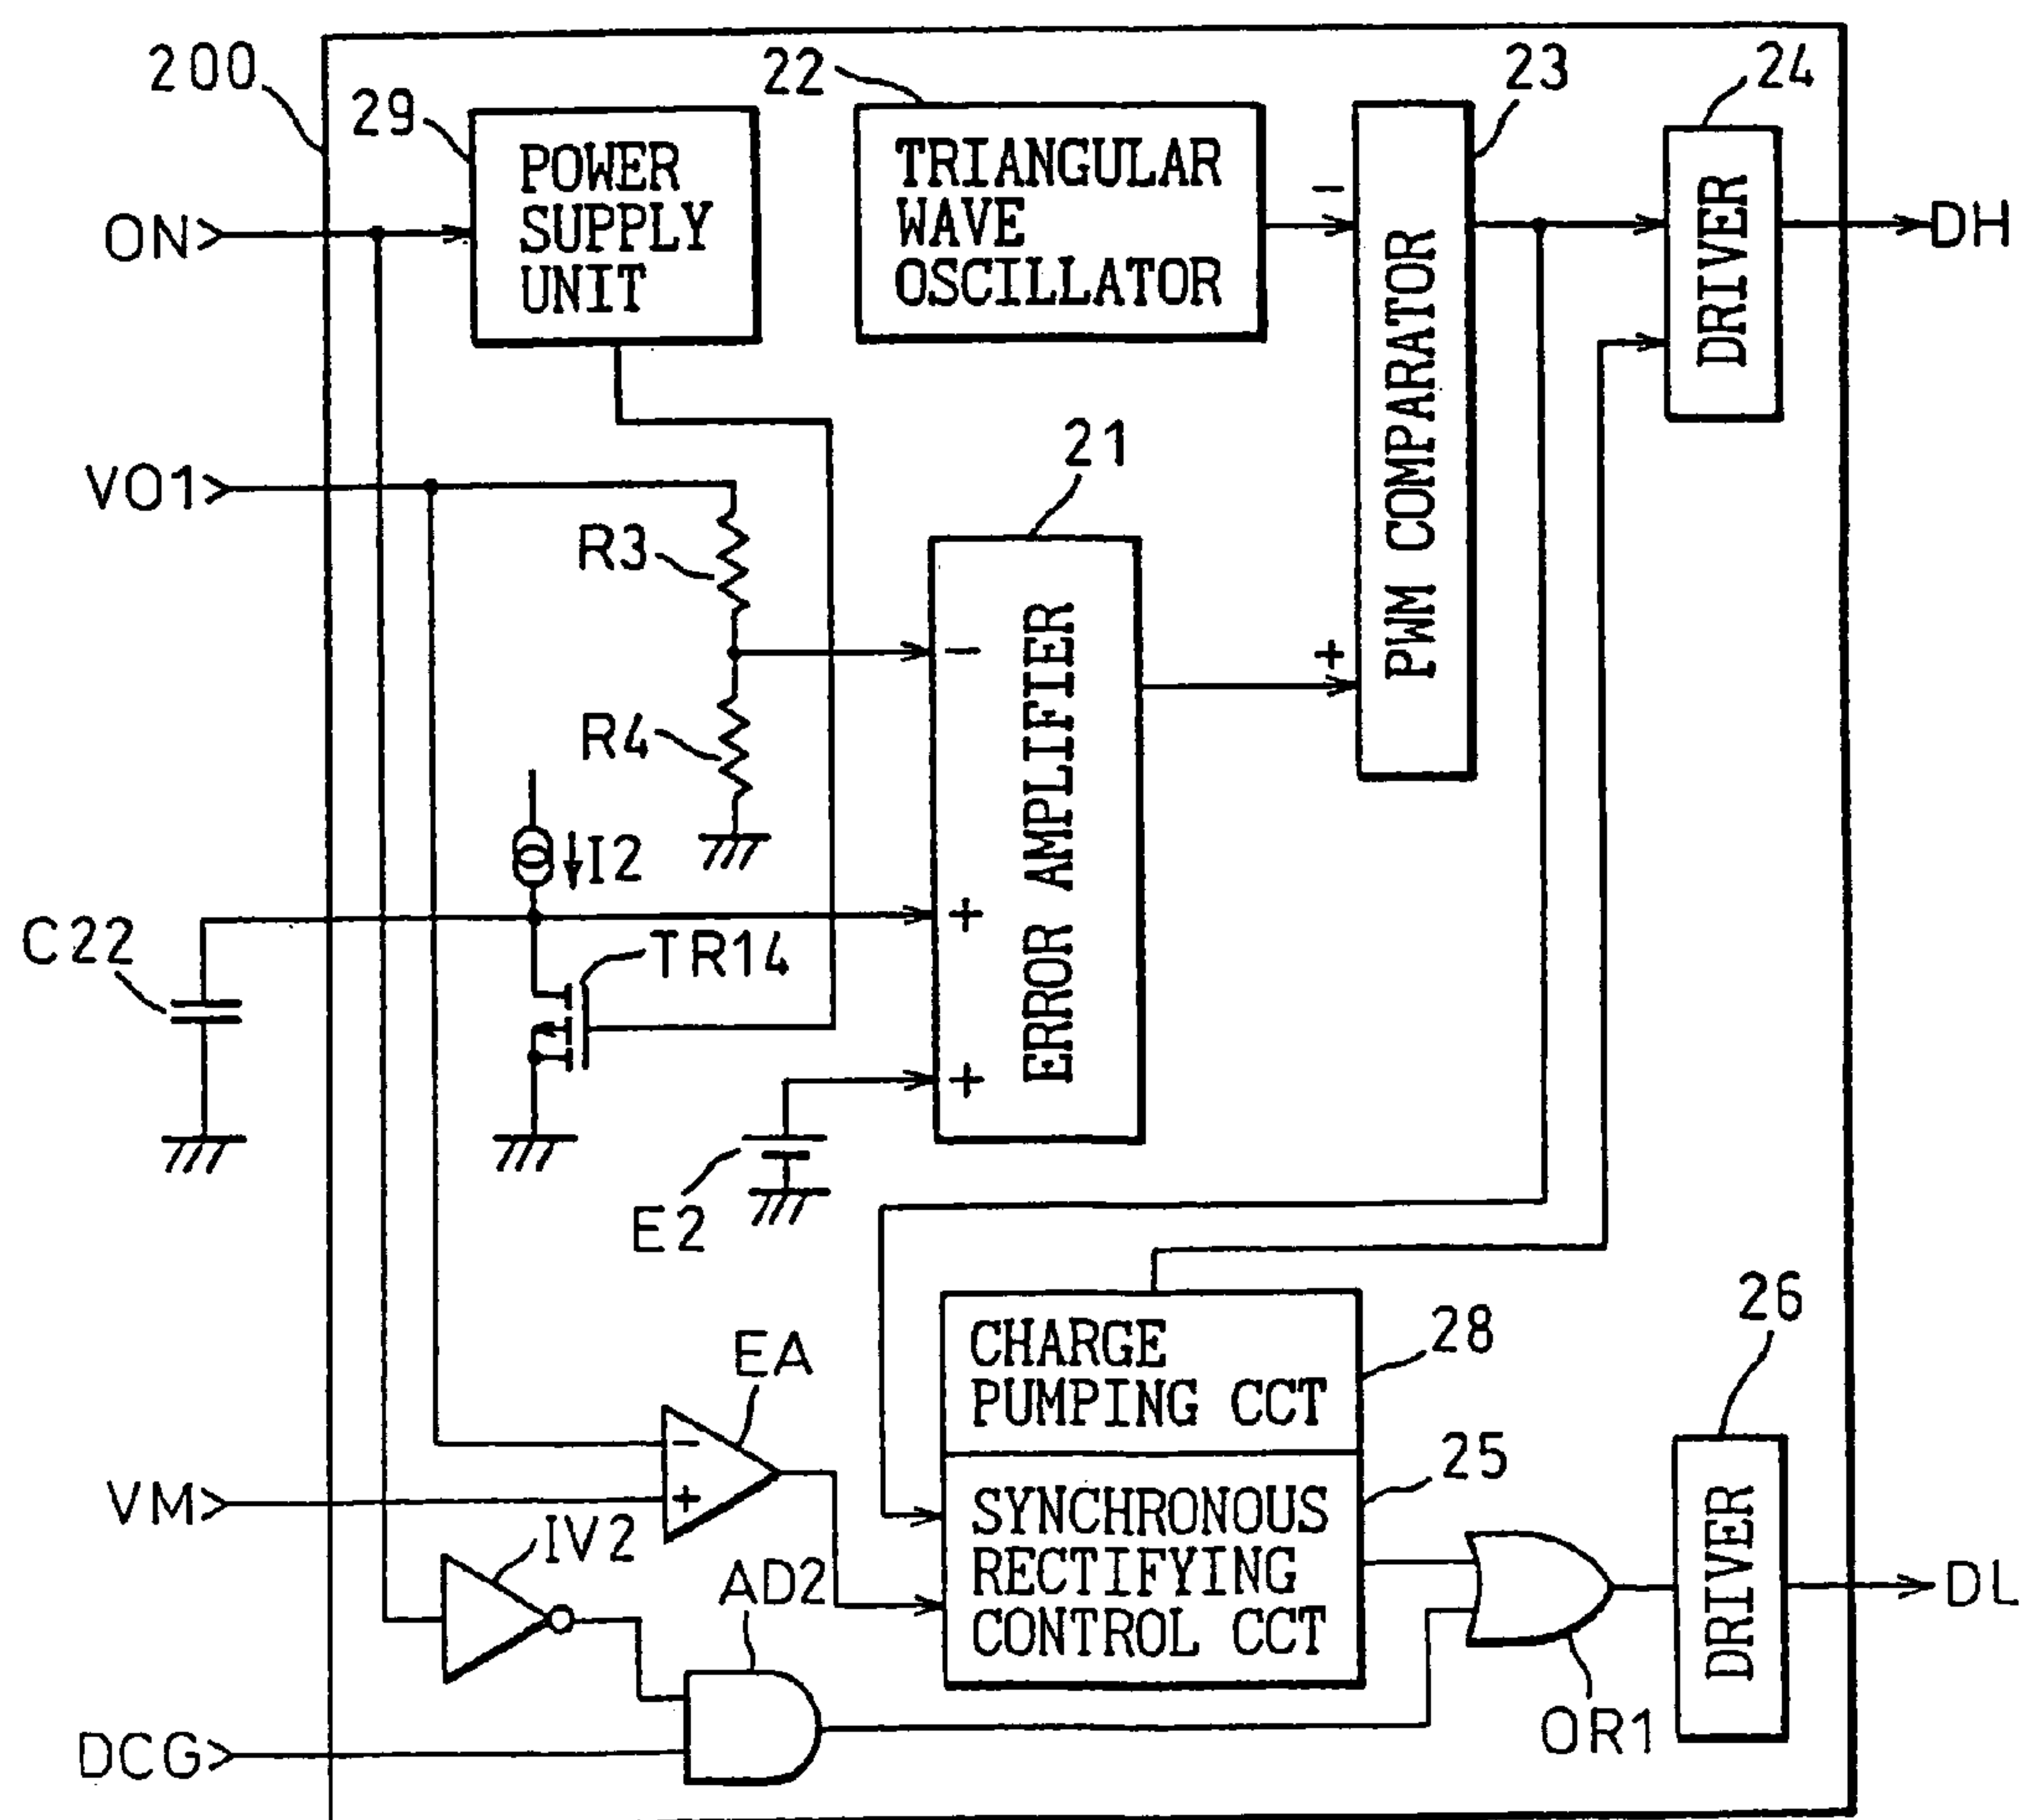 200
29
22
23
24
ON
POWER
SUPPLY
UNIT
TRIANGULAR
WAVE
OSCILLATOR
−
PWM COMPARATOR
+
DRIVER
DH
VO1
R3
R4
21
−
+
+
ERROR AMPLIFIER
I2
C22
TR14
E2
EA
−
+
VM
IV2
AD2
DCG
CHARGE
PUMPING CCT
28
SYNCHRONOUS
RECTIFYING
CONTROL CCT
25
26
DRIVER
OR1
DL